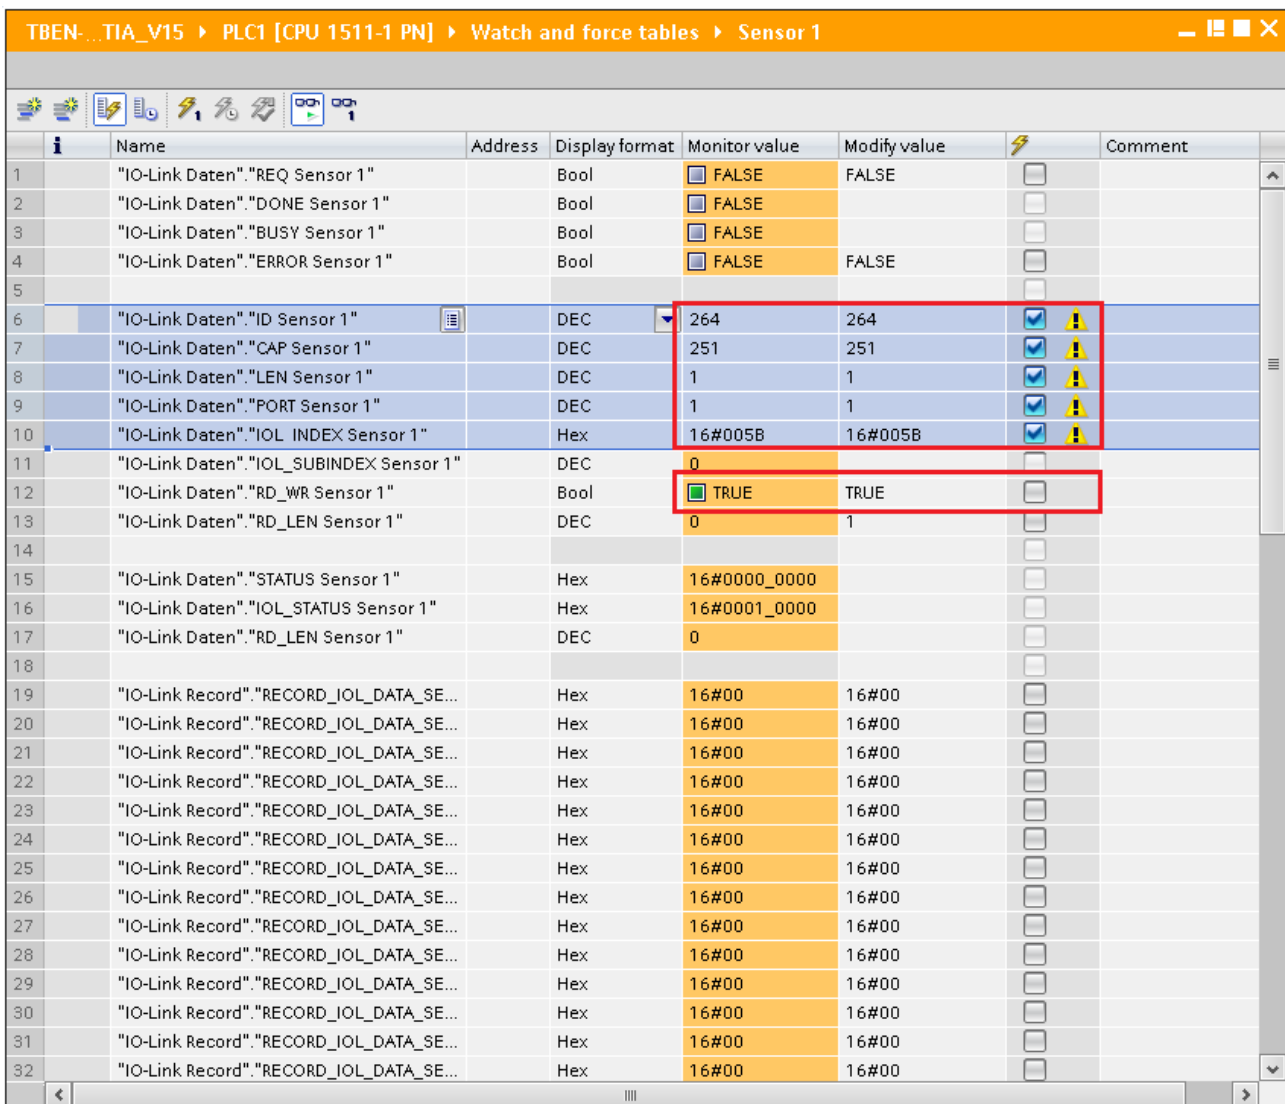 TBEN-...TIA_V15 ▸ PLC1 [CPU 1511-1 PN] ▸ Watch and force tables ▸ Sensor 1
i Name Address Display format Monitor value Modify value Comment
1 "IO-Link Daten"."REQ Sensor 1" Bool FALSE FALSE
2 "IO-Link Daten"."DONE Sensor 1" Bool FALSE
3 "IO-Link Daten"."BUSY Sensor 1" Bool FALSE
4 "IO-Link Daten"."ERROR Sensor 1" Bool FALSE FALSE
5
6 "IO-Link Daten"."ID Sensor 1" DEC 264 264
7 "IO-Link Daten"."CAP Sensor 1" DEC 251 251
8 "IO-Link Daten"."LEN Sensor 1" DEC 1 1
9 "IO-Link Daten"."PORT Sensor 1" DEC 1 1
10 "IO-Link Daten"."IOL_INDEX Sensor 1" Hex 16#005B 16#005B
11 "IO-Link Daten"."IOL_SUBINDEX Sensor 1" DEC 0
12 "IO-Link Daten"."RD_WR Sensor 1" Bool TRUE TRUE
13 "IO-Link Daten"."RD_LEN Sensor 1" DEC 0 1
14
15 "IO-Link Daten"."STATUS Sensor 1" Hex 16#0000_0000
16 "IO-Link Daten"."IOL_STATUS Sensor 1" Hex 16#0001_0000
17 "IO-Link Daten"."RD_LEN Sensor 1" DEC 0
18
19 "IO-Link Record"."RECORD_IOL_DATA_SE... Hex 16#00 16#00
20 "IO-Link Record"."RECORD_IOL_DATA_SE... Hex 16#00 16#00
21 "IO-Link Record"."RECORD_IOL_DATA_SE... Hex 16#00 16#00
22 "IO-Link Record"."RECORD_IOL_DATA_SE... Hex 16#00 16#00
23 "IO-Link Record"."RECORD_IOL_DATA_SE... Hex 16#00 16#00
24 "IO-Link Record"."RECORD_IOL_DATA_SE... Hex 16#00 16#00
25 "IO-Link Record"."RECORD_IOL_DATA_SE... Hex 16#00 16#00
26 "IO-Link Record"."RECORD_IOL_DATA_SE... Hex 16#00 16#00
27 "IO-Link Record"."RECORD_IOL_DATA_SE... Hex 16#00 16#00
28 "IO-Link Record"."RECORD_IOL_DATA_SE... Hex 16#00 16#00
29 "IO-Link Record"."RECORD_IOL_DATA_SE... Hex 16#00 16#00
30 "IO-Link Record"."RECORD_IOL_DATA_SE... Hex 16#00 16#00
31 "IO-Link Record"."RECORD_IOL_DATA_SE... Hex 16#00 16#00
32 "IO-Link Record"."RECORD_IOL_DATA_SE... Hex 16#00 16#00